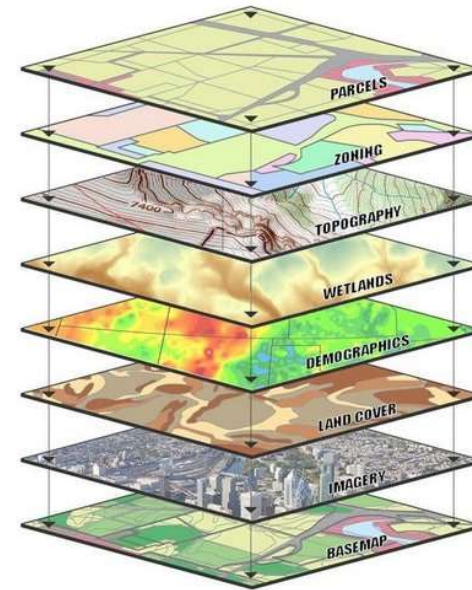 PARCELS
ZONING
7400
TOPOGRAPHY
WETLANDS
DEMOGRAPHICS
LAND COVER
IMAGERY
BASEMAP